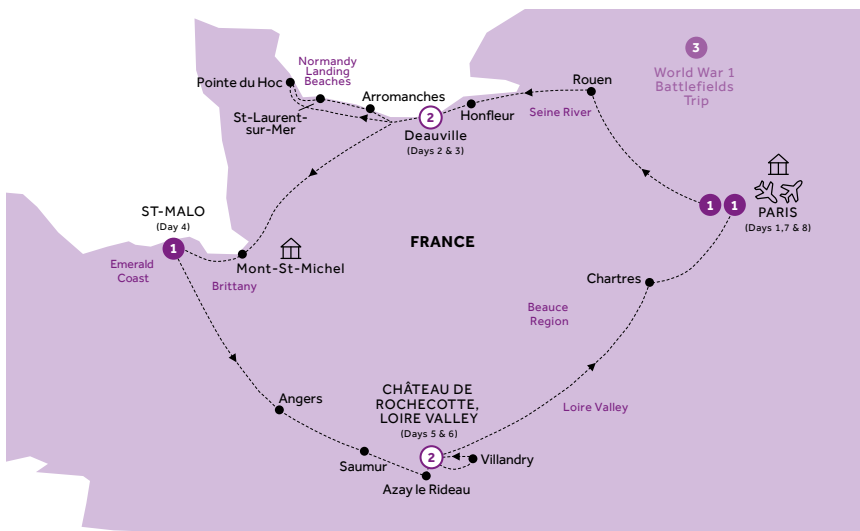 3
World War 1
Battlefields
Trip
Normandy
Landing
Beaches
Pointe du Hoc
Arromanches
St-Laurent-
sur-Mer
2
Deauville
(Days 2 & 3)
Honfleur
Rouen
Seine River
1
1
PARIS
(Days 1,7 & 8)
ST-MALO
(Day 4)
1
Emerald
Coast
Mont-St-Michel
Brittany
FRANCE
Chartres
Beauce
Region
Angers
CHÂTEAU DE
ROCHECOTTE,
LOIRE VALLEY
(Days 5 & 6)
2
Loire Valley
Saumur
Villandry
Azay le Rideau